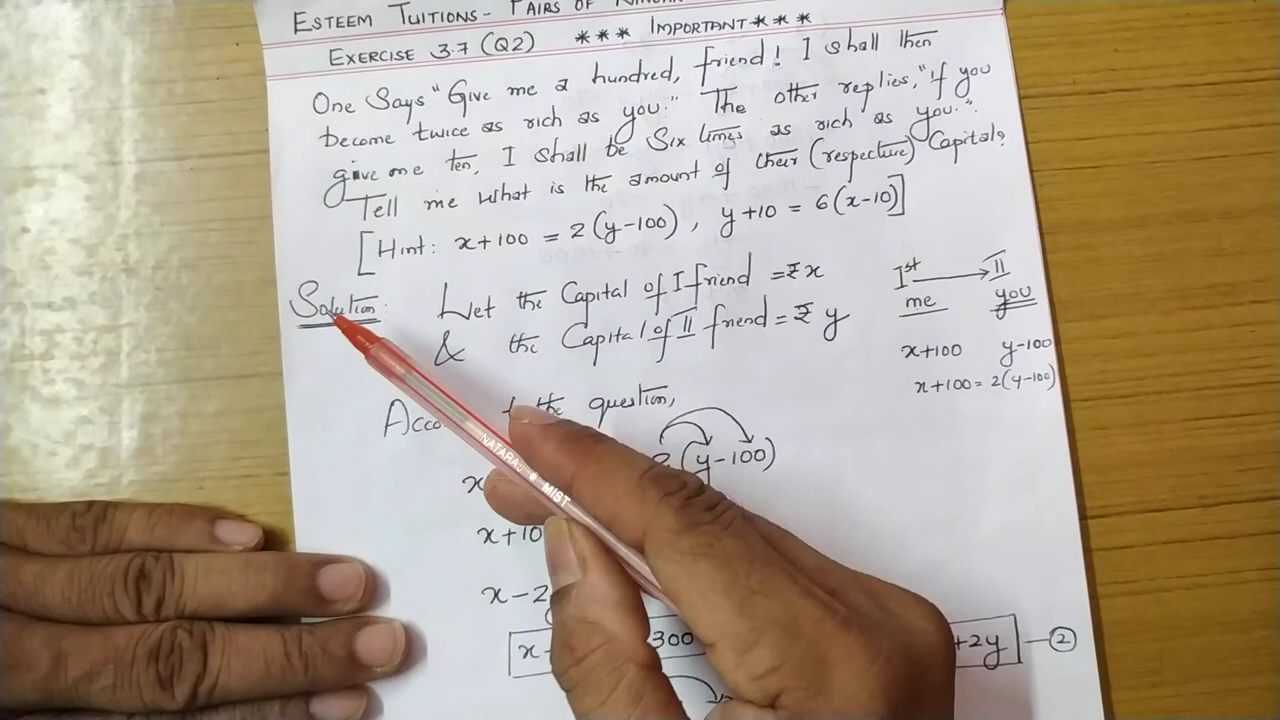 ESTEEM TUITIONS - PAIRS OF
EXERCISE 3.7 (Q2) *** IMPORTANT ***
One Says "Give me a hundred, friend! I shall then
become twice as rich as you." The other replies, "If you
give me ten, I shall be Six times as rich as you."
Tell me what is the amount of their (respective) Capital?
[Hint: x+100 = 2(y-100), y+10 = 6(x-10)]
Solution: Let the Capital of I friend = ₹ x
& the Capital of II friend = ₹ y
Ist → II
me you
x+100 y-100
x+100 = 2(y-100)
the question,
(y-100)
x
x+10
x-2
x- 300
+2y — ②
NATARAJ * MIST